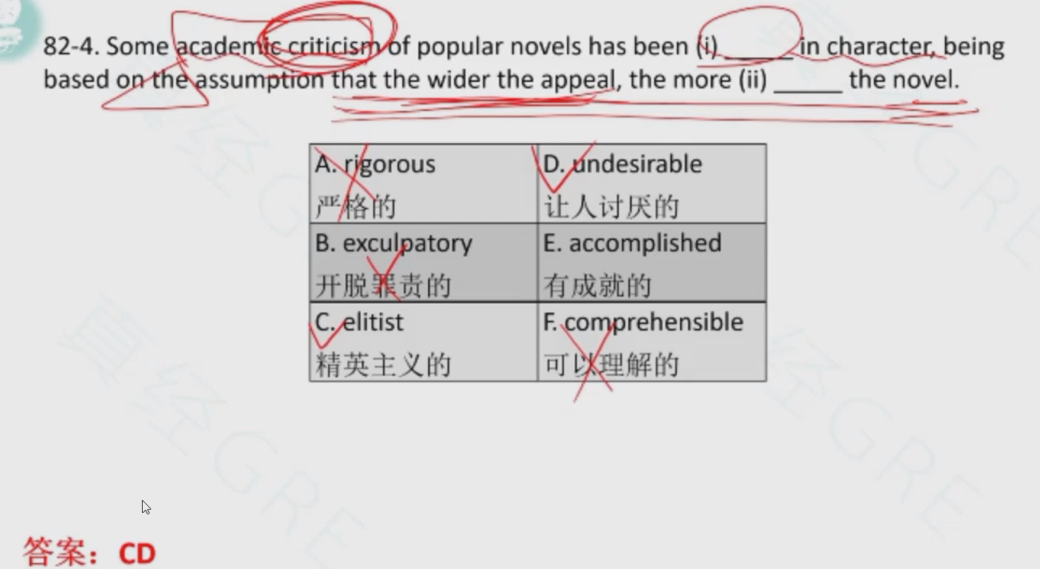 82-4. Some academic criticism of popular novels has been (i)_____ in character, being
based on the assumption that the wider the appeal, the more (ii) _____ the novel.
A. rigorous
严格的
D. undesirable
让人讨厌的
B. exculpatory
开脱罪责的
E. accomplished
有成就的
C. elitist
精英主义的
F. comprehensible
可以理解的
答案：CD